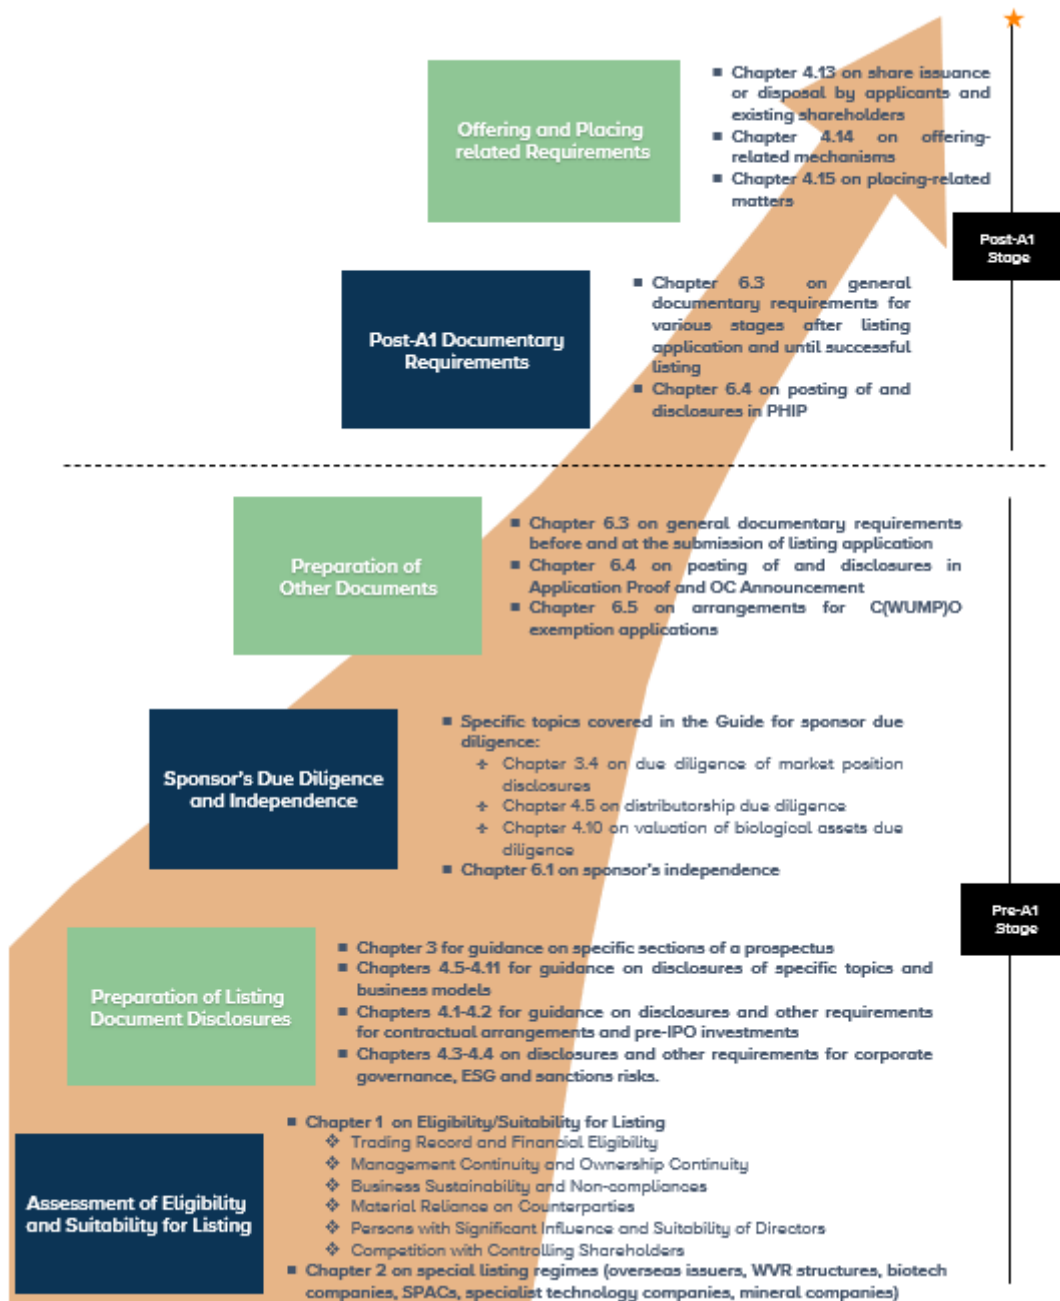 Offering and Placing
related Requirements
■ Chapter 4.13 on share issuance
or disposal by applicants and
existing shareholders
■ Chapter 4.14 on offering-
related mechanisms
■ Chapter 4.15 on placing-related
matters
Post-A1
Stage
Post-A1 Documentary
Requirements
■ Chapter 6.3 on general
documentary requirements for
various stages after listing
application and until successful
listing
■ Chapter 6.4 on posting of and
disclosures in PHIP
Preparation of
Other Documents
■ Chapter 6.3 on general documentary requirements
before and at the submission of listing application
■ Chapter 6.4 on posting of and disclosures in
Application Proof and OC Announcement
■ Chapter 6.5 on arrangements for C(WUMP)O
exemption applications
Sponsor's Due Diligence
and Independence
■ Specific topics covered in the Guide for sponsor due
diligence:
✢ Chapter 3.4 on due diligence of market position
disclosures
✢ Chapter 4.5 on distributorship due diligence
✢ Chapter 4.10 on valuation of biological assets due
diligence
■ Chapter 6.1 on sponsor's independence
Pre-A1
Stage
Preparation of Listing
Document Disclosures
■ Chapter 3 for guidance on specific sections of a prospectus
■ Chapters 4.5-4.11 for guidance on disclosures of specific topics and
business models
■ Chapters 4.1-4.2 for guidance on disclosures and other requirements
for contractual arrangements and pre-IPO investments
■ Chapters 4.3-4.4 on disclosures and other requirements for corporate
governance, ESG and sanctions risks.
Assessment of Eligibility
and Suitability for Listing
■ Chapter 1 on Eligibility/Suitability for Listing
❖ Trading Record and Financial Eligibility
❖ Management Continuity and Ownership Continuity
❖ Business Sustainability and Non-compliances
❖ Material Reliance on Counterparties
❖ Persons with Significant Influence and Suitability of Directors
❖ Competition with Controlling Shareholders
■ Chapter 2 on special listing regimes (overseas issuers, WVR structures, biotech
companies, SPACs, specialist technology companies, mineral companies)